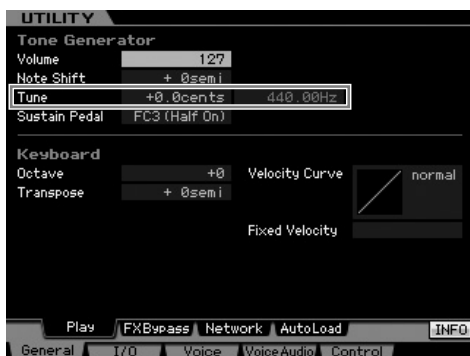 UTILITY
Tone Generator
Volume 127
Note Shift + 0semi
Tune +0.0cents 440.00Hz
Sustain Pedal FC3 (Half On)
Keyboard
Octave +0 Velocity Curve normal
Transpose + 0semi
Fixed Velocity
Play FXBypass Network AutoLoad INFO
General I/O Voice VoiceAudio Control